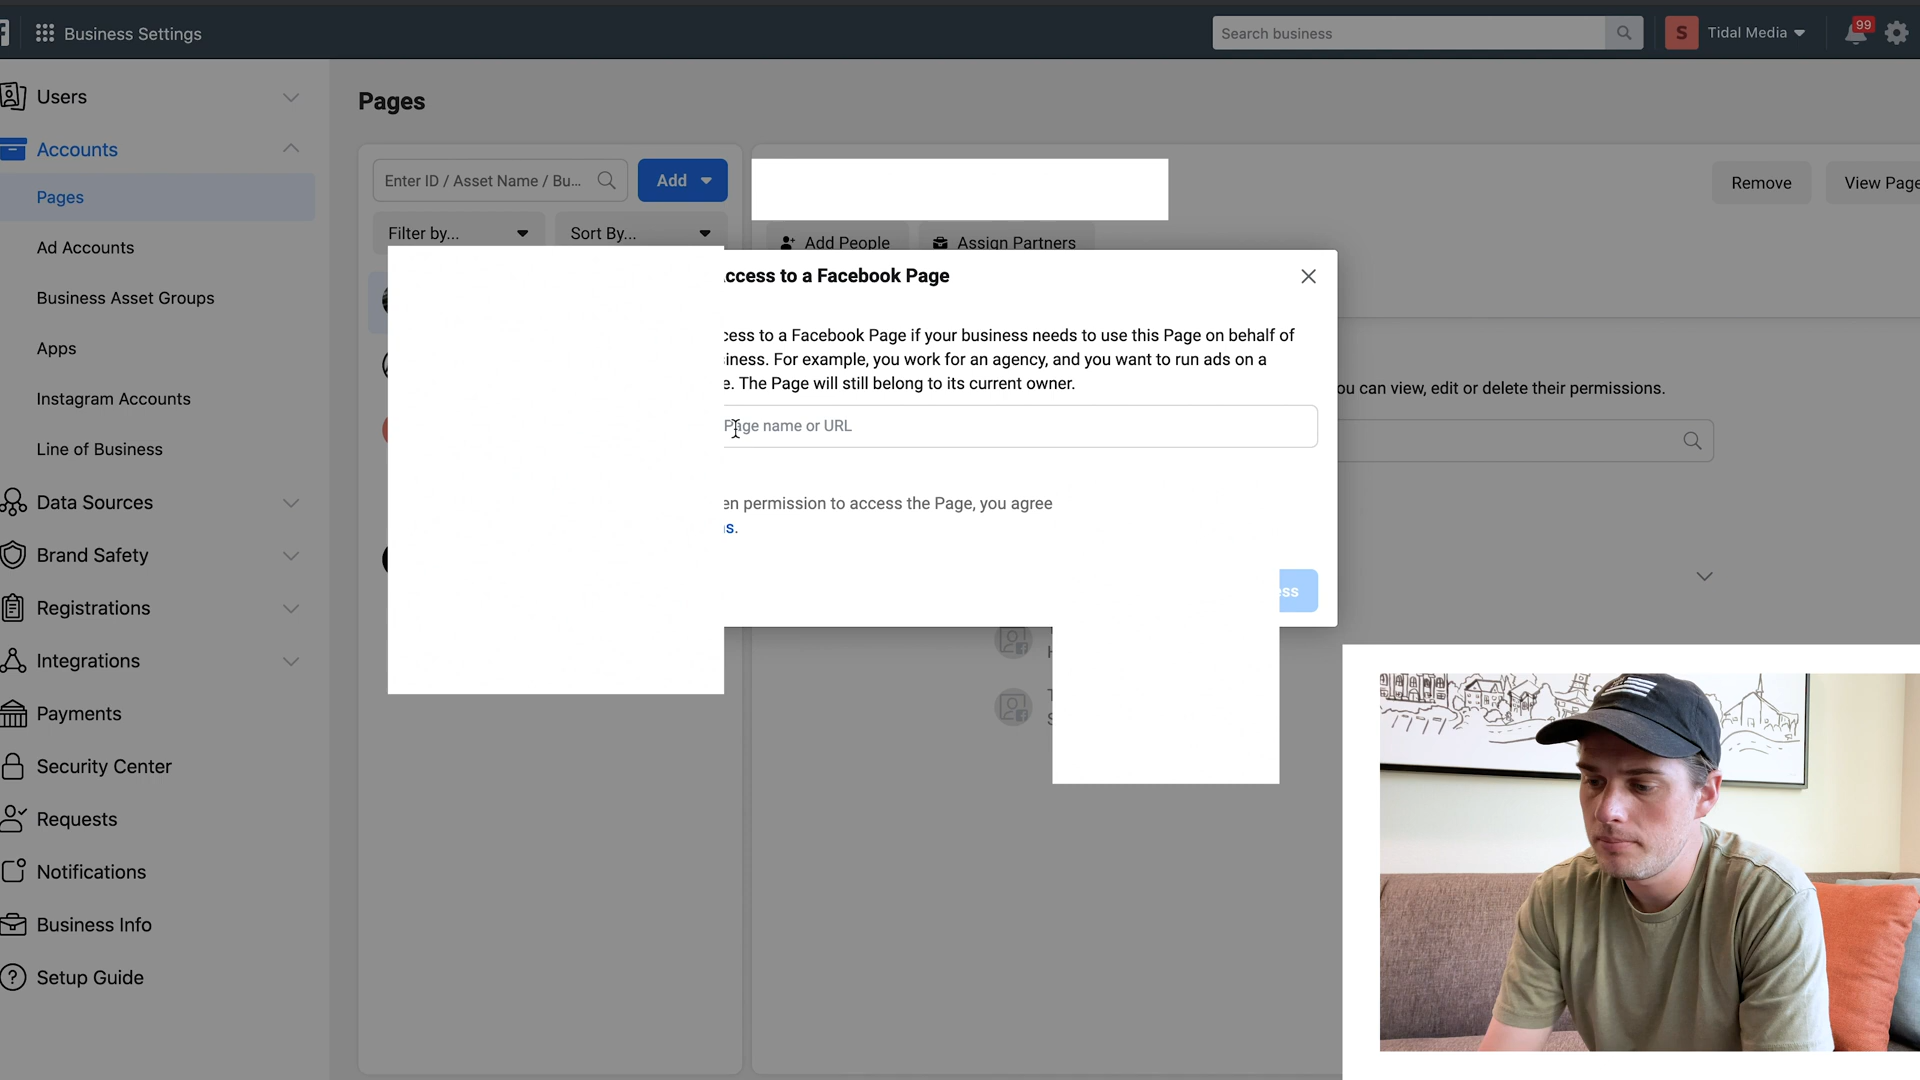 Business Settings
Search business
S
Tidal Media
99
Users
Accounts
Pages
Ad Accounts
Business Asset Groups
Apps
Instagram Accounts
Line of Business
Data Sources
Brand Safety
Registrations
Integrations
Payments
Security Center
Requests
Notifications
Business Info
Setup Guide
Pages
Enter ID / Asset Name / Bu...
Add
Filter by...
Sort By...
Remove
View Page
Add People
Assign Partners
ccess to a Facebook Page
cess to a Facebook Page if your business needs to use this Page on behalf of
iness. For example, you work for an agency, and you want to run ads on a
e. The Page will still belong to its current owner.
Page name or URL
en permission to access the Page, you agree
s.
ess
ou can view, edit or delete their permissions.